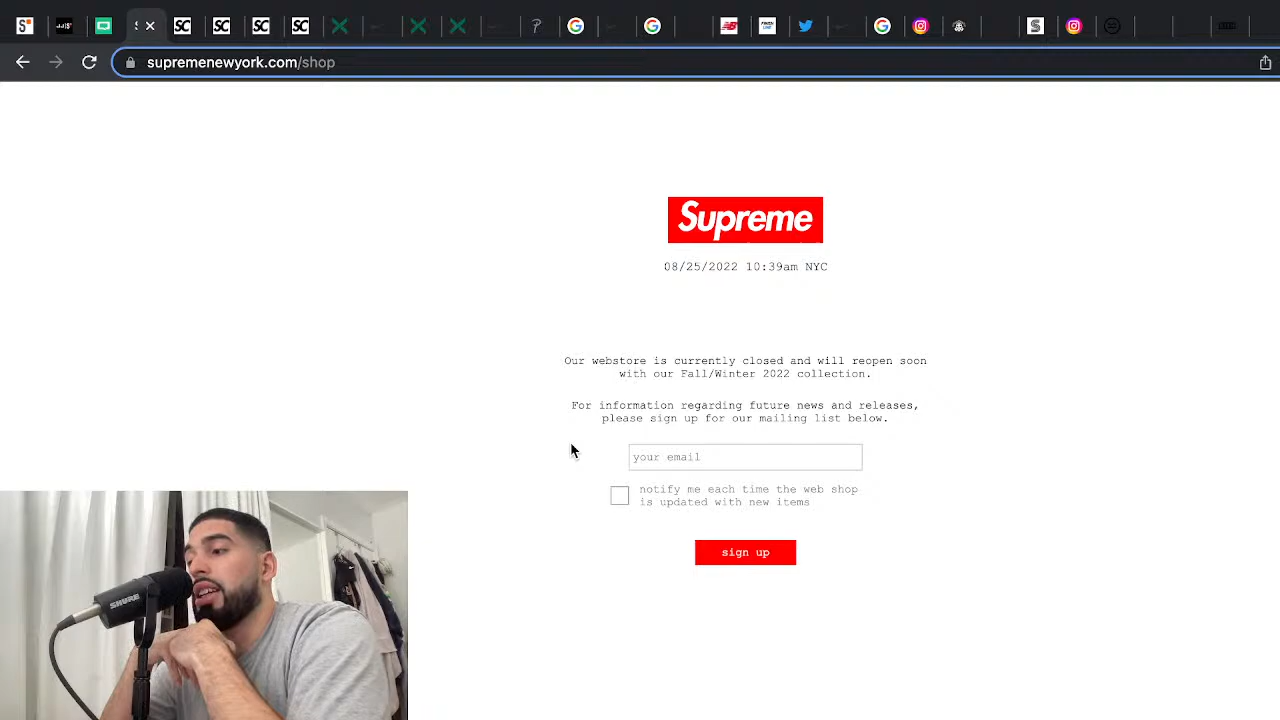 supremenewyork.com/shop
Supreme
08/25/2022 10:39am NYC
Our webstore is currently closed and will reopen soon
with our Fall/Winter 2022 collection.
For information regarding future news and releases,
please sign up for our mailing list below.
your email
notify me each time the web shop
is updated with new items
sign up
SHURE